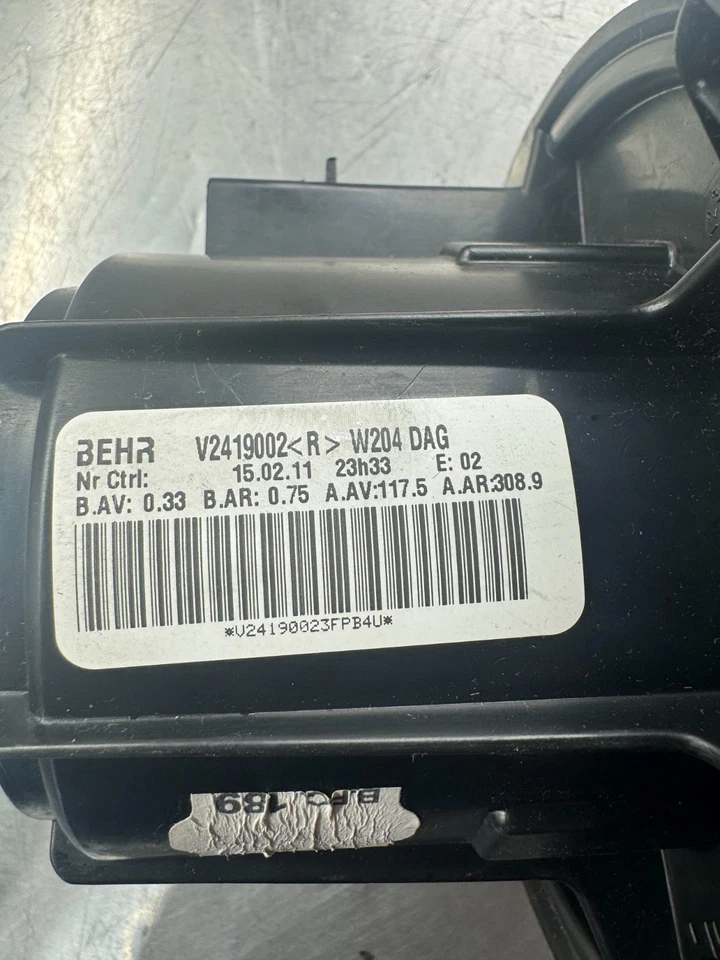 BEHR V2419002<R> W204 DAG
Nr Ctrl: 15.02.11 23h33 E: 02
B.AV: 0.33 B.AR: 0.75 A.AV:117.5 A.AR:308.9
*V24190023FPB4U*
189